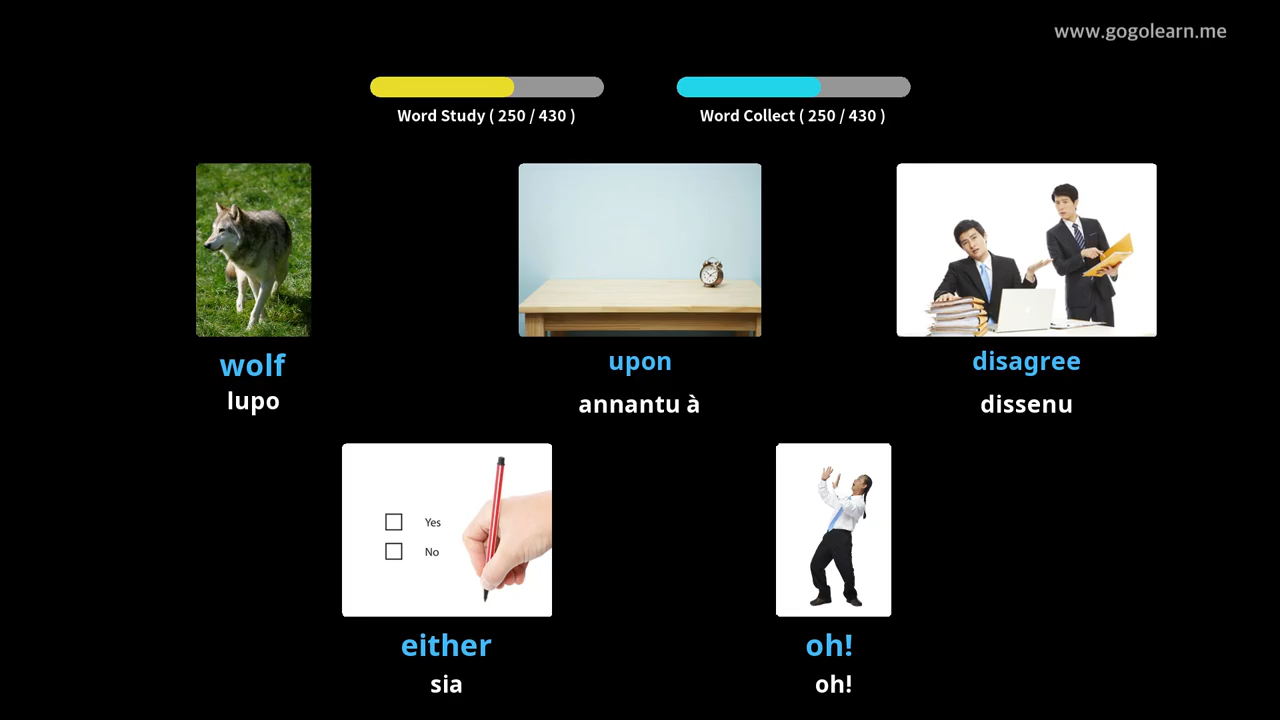 www.gogolearn.me
Word Study ( 250 / 430 )
Word Collect ( 250 / 430 )
wolf
lupo
upon
annantu à
disagree
dissenu
Yes
No
either
sia
oh!
oh!